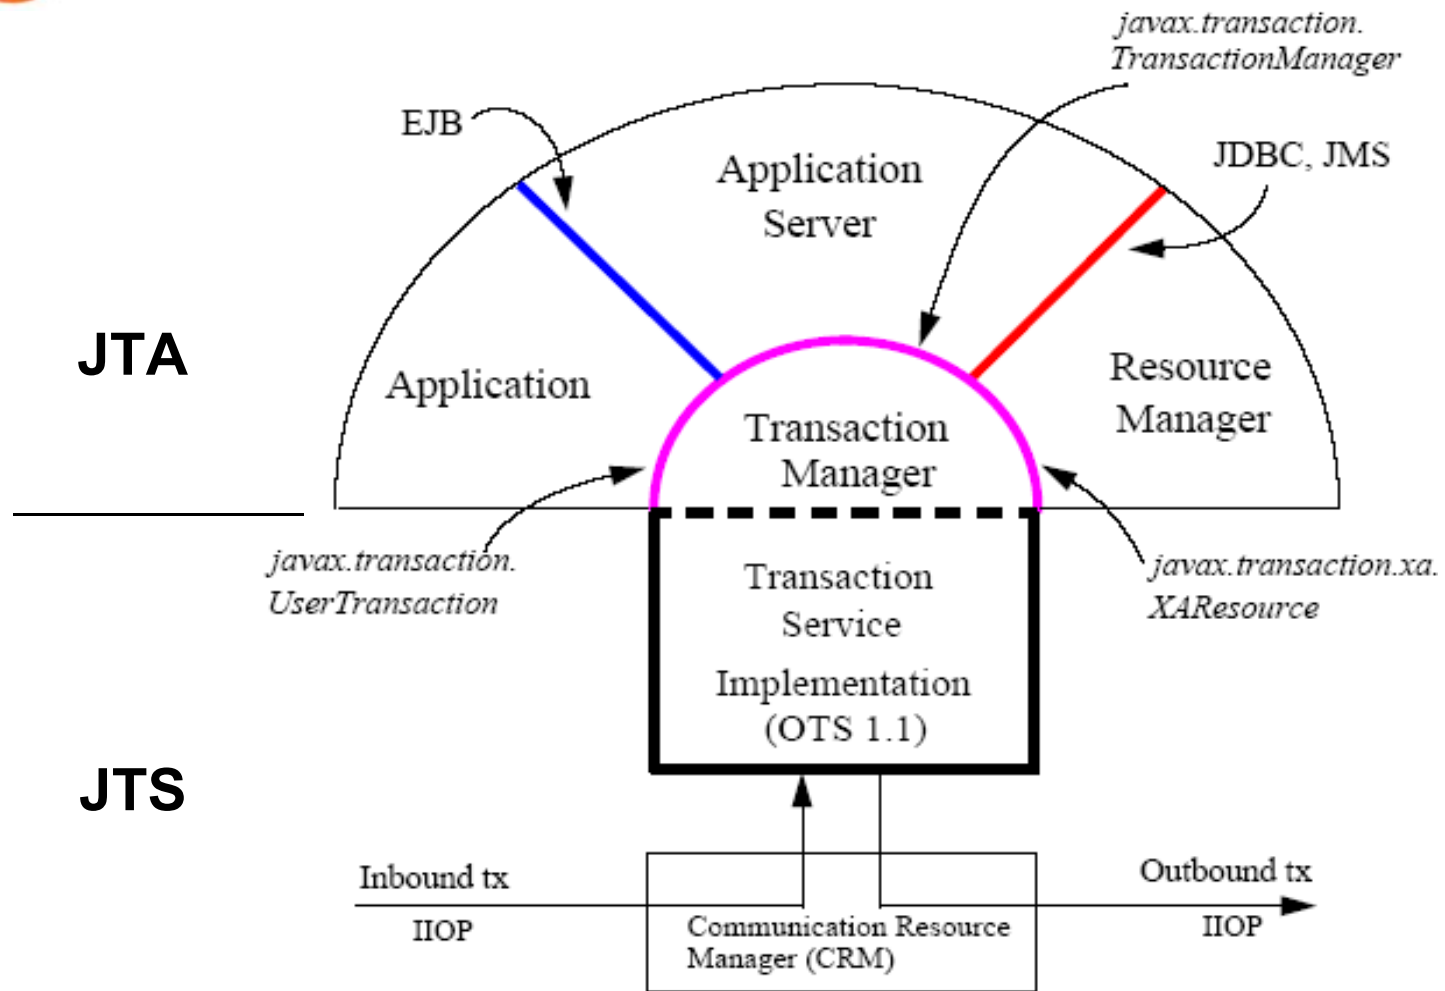 javax.transaction.
TransactionManager
EJB
JDBC, JMS
Application
Server
JTA
Application
Resource
Manager
Transaction
Manager
javax.transaction.
UserTransaction
javax.transaction.xa.
XAResource
Transaction
Service
Implementation
(OTS 1.1)
JTS
Inbound tx
IIOP
Outbound tx
IIOP
Communication Resource
Manager (CRM)